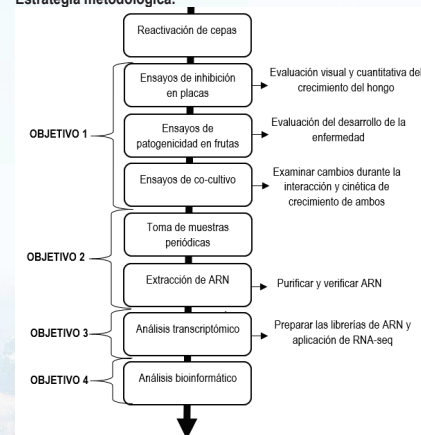 Estrategia metodológica:
Reactivación de cepas
Ensayos de inhibición
en placas
Evaluación visual y cuantitativa del
crecimiento del hongo
OBJETIVO 1
Ensayos de
patogenicidad en frutas
Evaluación del desarrollo de la
enfermedad
Ensayos de co-cultivo
Examinar cambios durante la
interacción y cinética de
crecimiento de ambos
Toma de muestras
periódicas
OBJETIVO 2
Extracción de ARN
Purificar y verificar ARN
OBJETIVO 3
Análisis transcriptómico
Preparar las librerías de ARN y
aplicación de RNA-seq
OBJETIVO 4
Análisis bioinformático